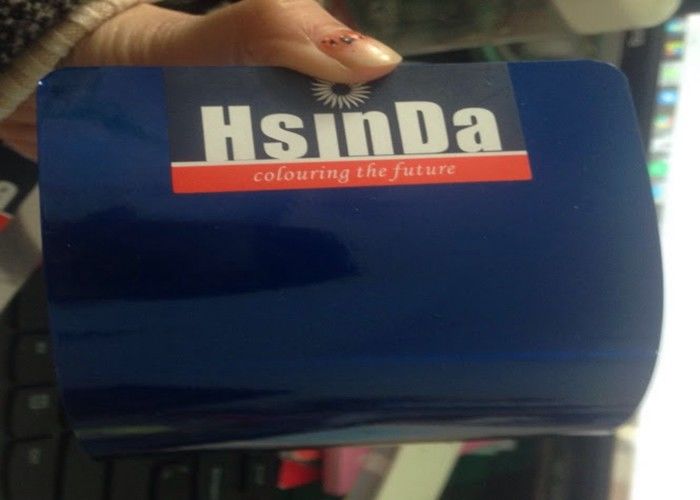 HsinDa
colouring the future